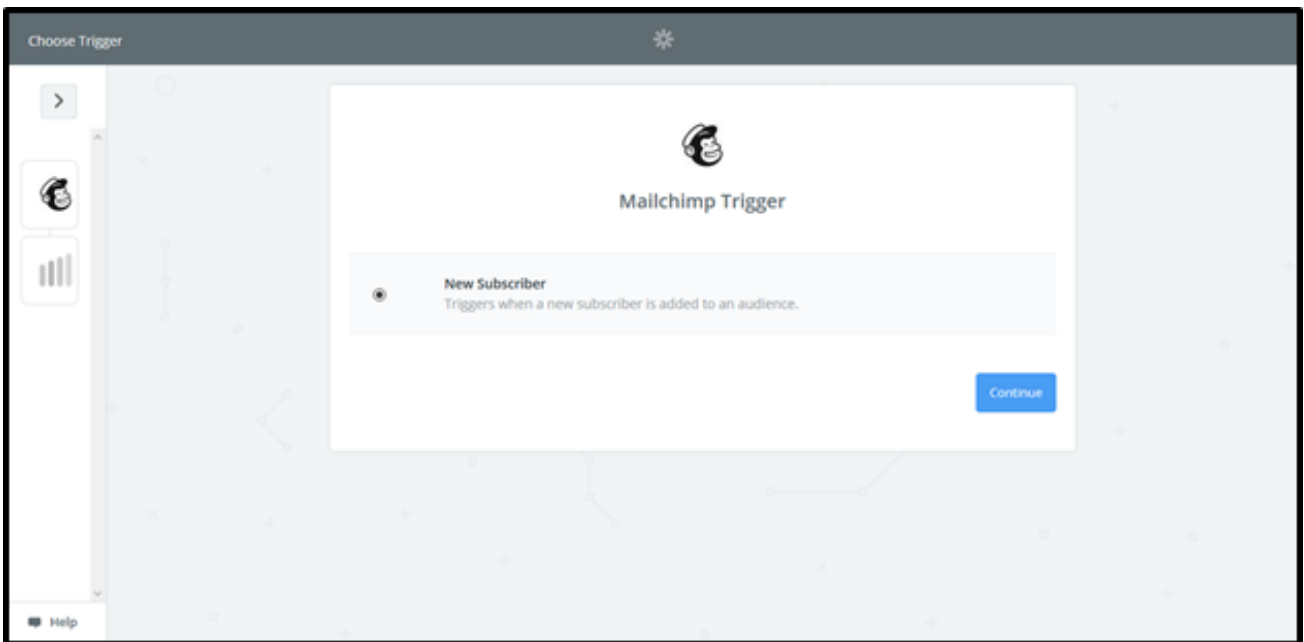 Choose Trigger
Mailchimp Trigger
New Subscriber
Triggers when a new subscriber is added to an audience.
Continue
Help